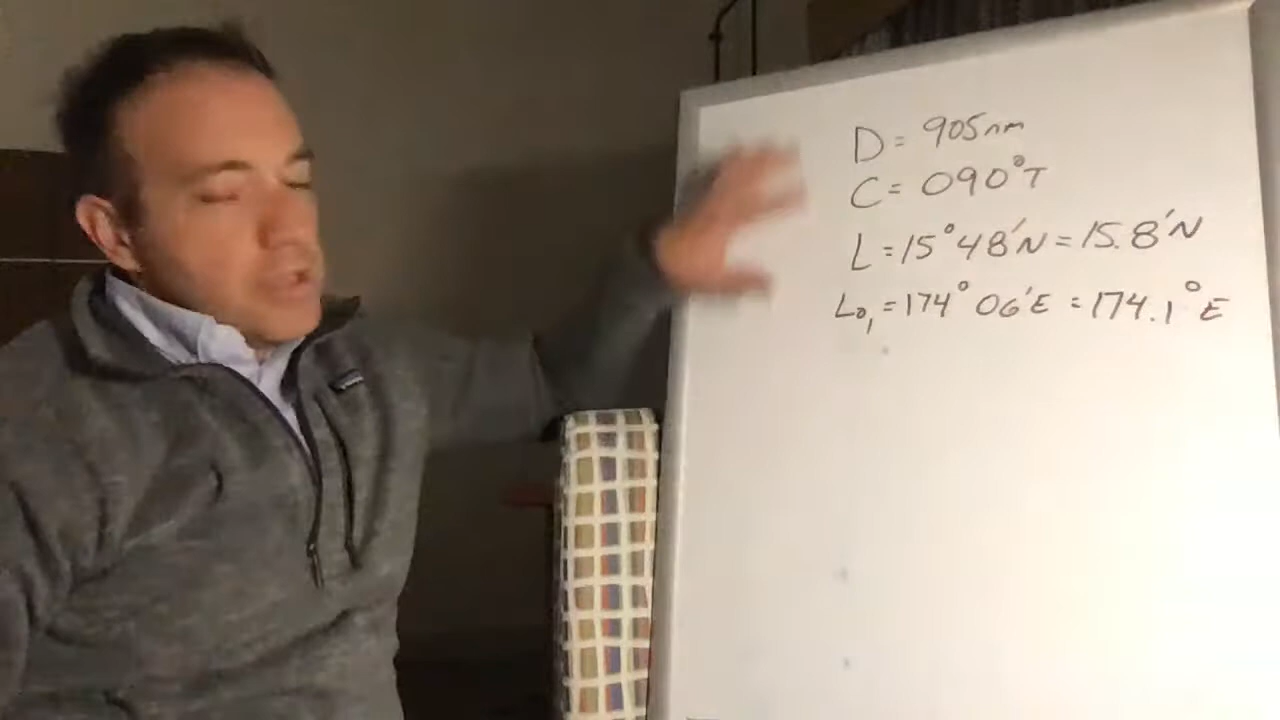 D = 905nm
C = 090°T
L = 15°48'N = 15.8'N
Lo₁ = 174° 06'E = 174.1° E